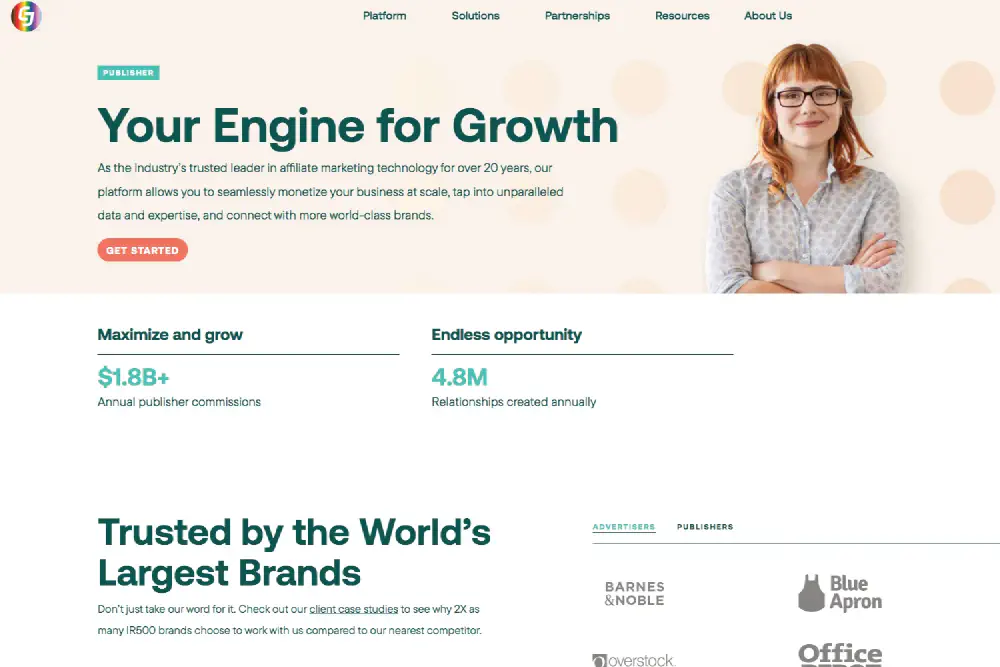 CJ
Platform
Solutions
Partnerships
Resources
About Us
PUBLISHER
Your Engine for Growth
As the industry's trusted leader in affiliate marketing technology for over 20 years, our
platform allows you to seamlessly monetize your business at scale, tap into unparalleled
data and expertise, and connect with more world-class brands.
GET STARTED
Maximize and grow
$1.8B+
Annual publisher commissions
Endless opportunity
4.8M
Relationships created annually
Trusted by the World's
Largest Brands
Don't just take our word for it. Check out our client case studies to see why 2X as
many IR500 brands choose to work with us compared to our nearest competitor.
ADVERTISERS
PUBLISHERS
BARNES
&NOBLE
Blue
Apron
overstock.
Office
DEPOT